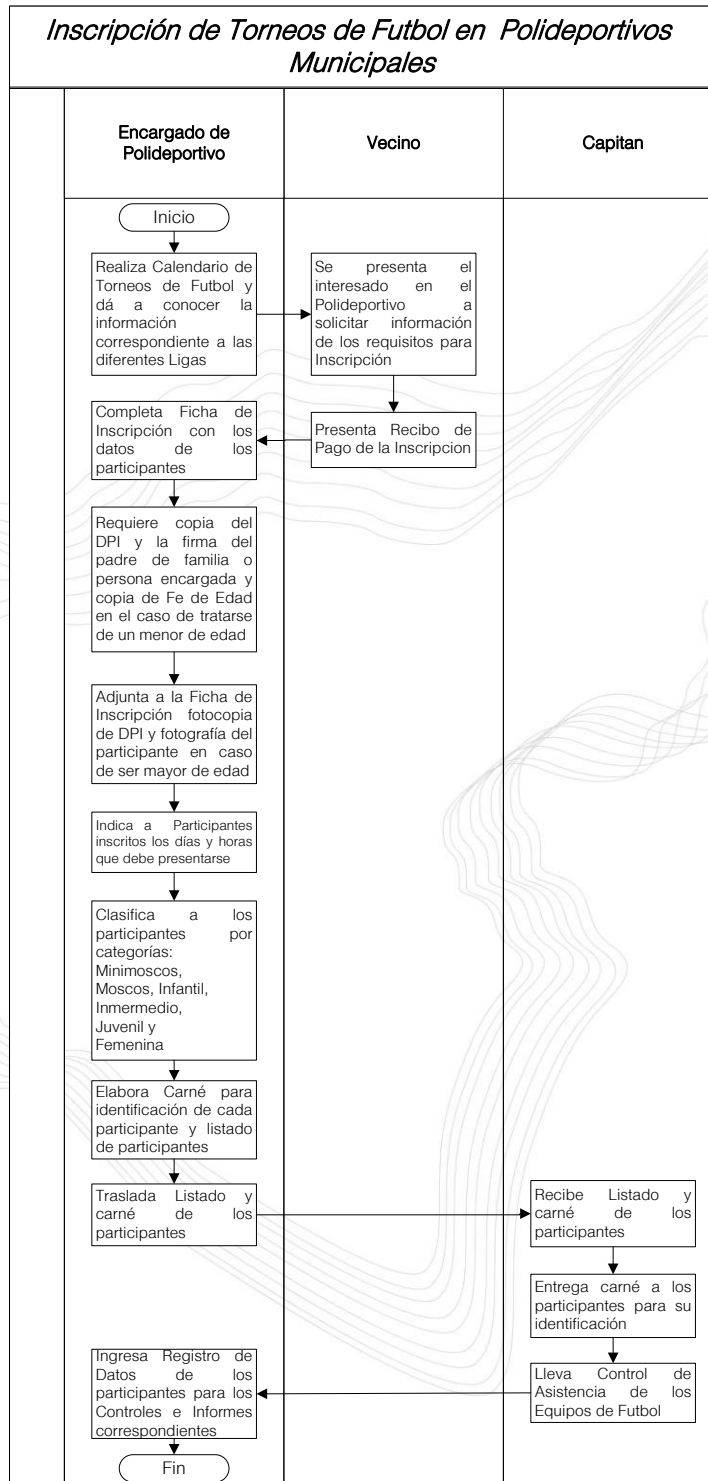 Inscripción de Torneos de Futbol en Polideportivos
Municipales
Encargado de
Polideportivo
Vecino
Capitan
Inicio
Realiza Calendario de
Torneos de Futbol y
dá a conocer la
información
correspondiente a las
diferentes Ligas
Se presenta el
interesado en el
Polideportivo a
solicitar información
de los requisitos para
Inscripción
Presenta Recibo de
Pago de la Inscripcion
Completa Ficha de
Inscripción con los
datos de los
participantes
Requiere copia del
DPI y la firma del
padre de familia o
persona encargada y
copia de Fe de Edad
en el caso de tratarse
de un menor de edad
Adjunta a la Ficha de
Inscripción fotocopia
de DPI y fotografía del
participante en caso
de ser mayor de edad
Indica a Participantes
inscritos los días y horas
que debe presentarse
Clasifica a los
participantes por
categorías:
Minimoscos,
Moscos, Infantil,
Inmermedio,
Juvenil y
Femenina
Elabora Carné para
identificación de cada
participante y listado
de participantes
Traslada Listado y
carné de los
participantes
Recibe Listado y
carné de los
participantes
Entrega carné a los
participantes para su
identificación
Lleva Control de
Asistencia de los
Equipos de Futbol
Ingresa Registro de
Datos de los
participantes para los
Controles e Informes
correspondientes
Fin